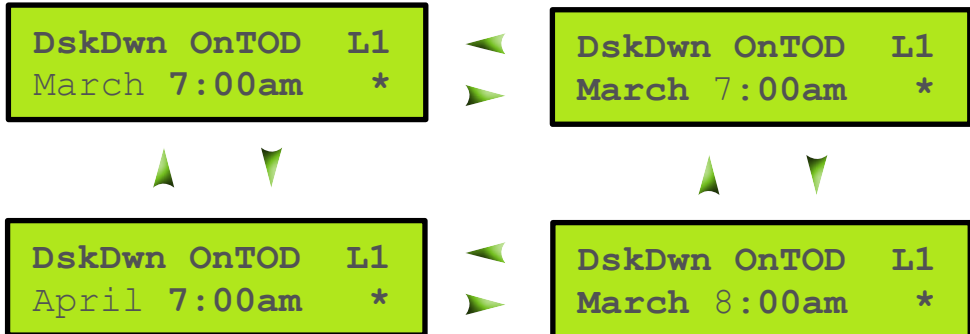 DskDwn OnTOD L1
March 7:00am *
DskDwn OnTOD L1
March 7:00am *
DskDwn OnTOD L1
April 7:00am *
DskDwn OnTOD L1
March 8:00am *